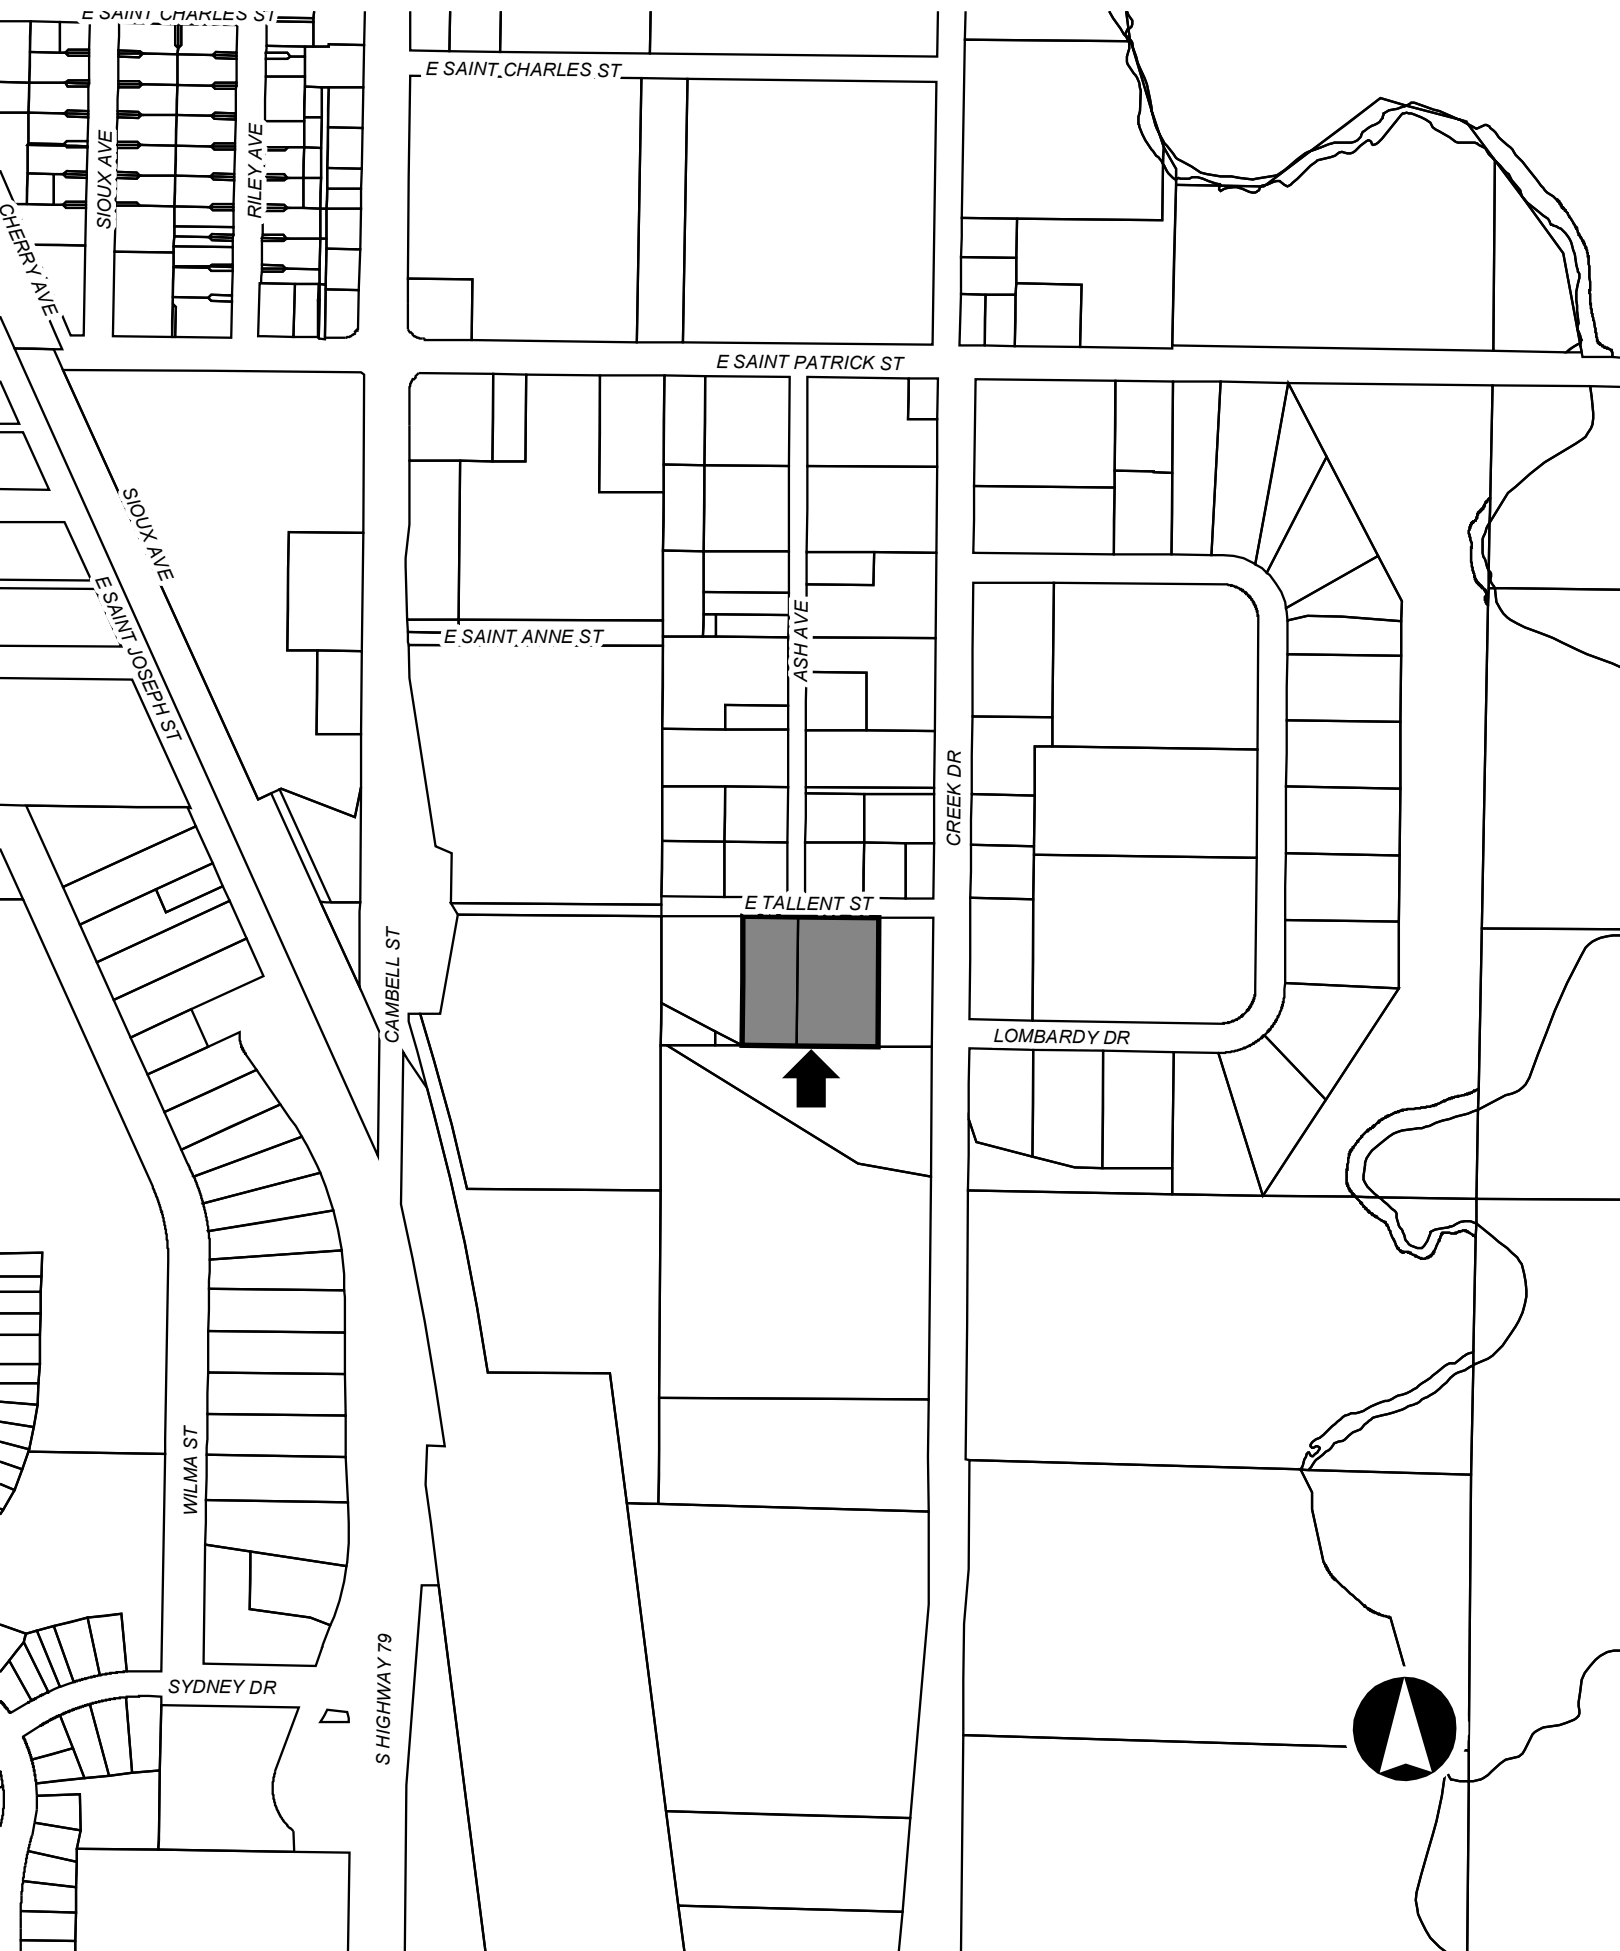 E SAINT CHARLES ST
E SAINT CHARLES ST
SIOUX AVE
RILEY AVE
CHERRY AVE
E SAINT PATRICK ST
SIOUX AVE
E SAINT JOSEPH ST
E SAINT ANNE ST
ASH AVE
CREEK DR
E TALLENT ST
CAMBELL ST
LOMBARDY DR
WILMA ST
S HIGHWAY 79
SYDNEY DR